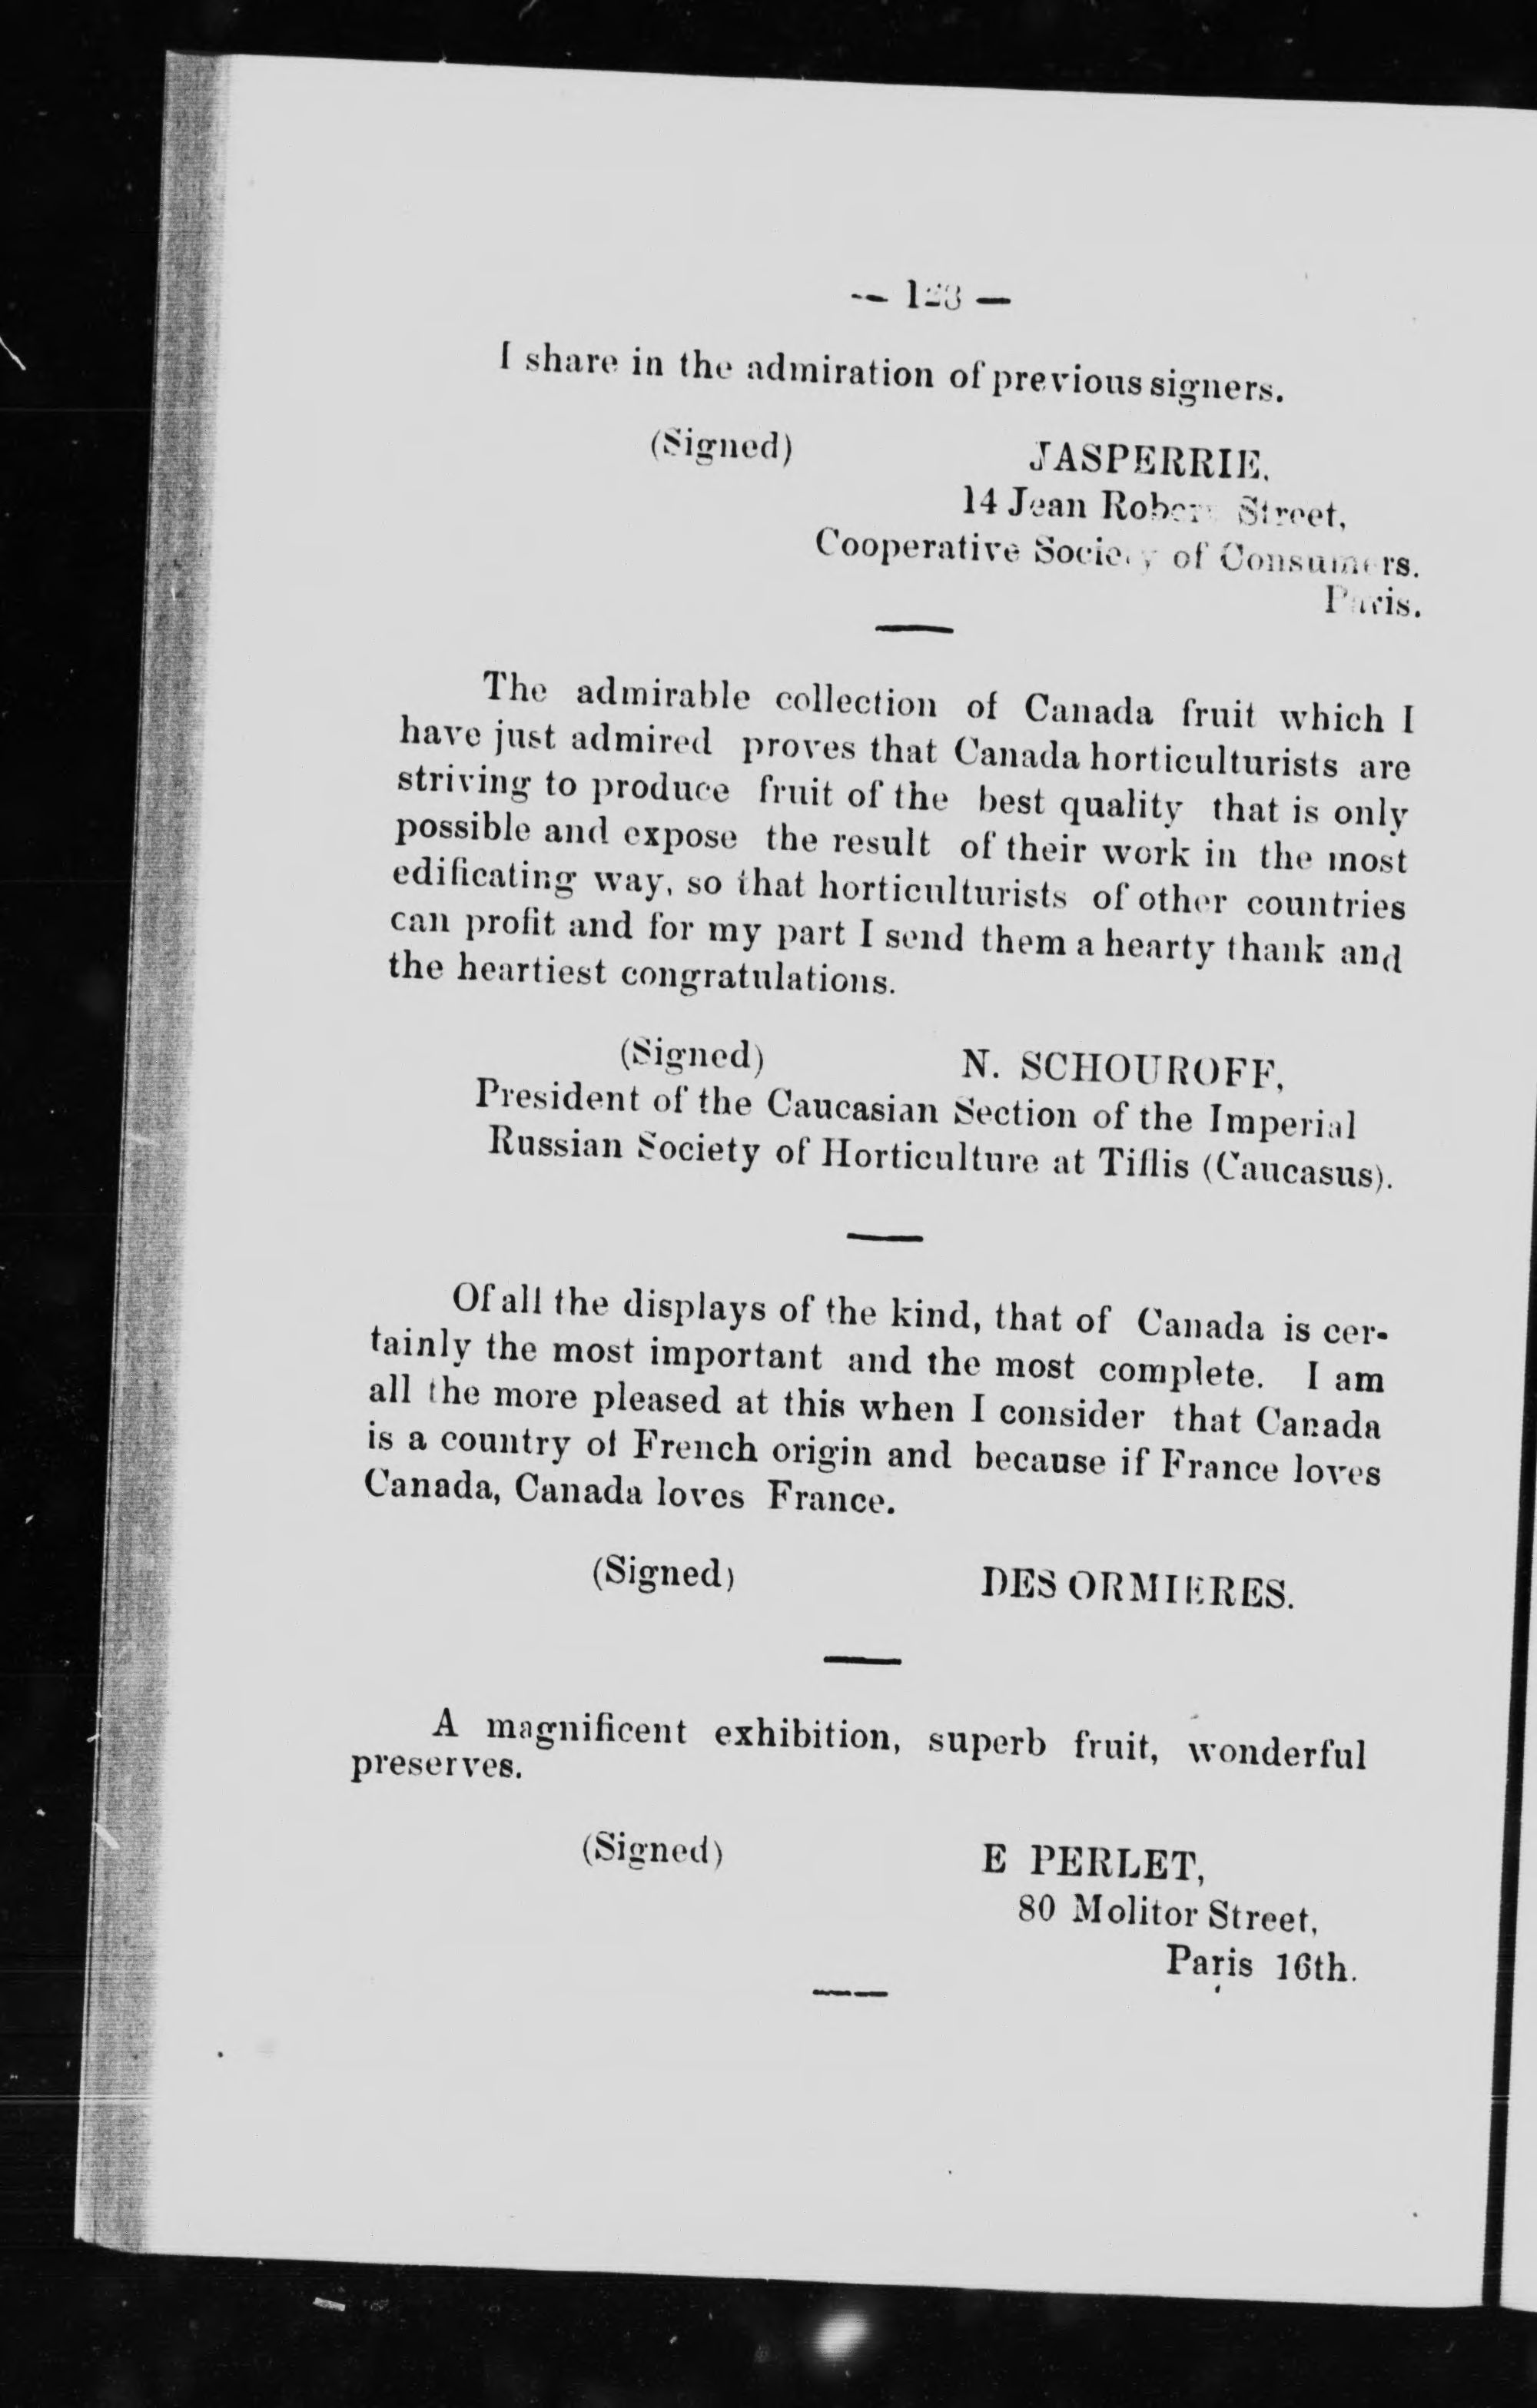 — 123 —
I share in the admiration of previous signers.
(Signed) JASPERRIE.
14 Jean Robert Street,
Cooperative Society of Consumers.
Paris.
The admirable collection of Canada fruit which I
have just admired proves that Canada horticulturists are
striving to produce fruit of the best quality that is only
possible and expose the result of their work in the most
edificating way, so that horticulturists of other countries
can profit and for my part I send them a hearty thank and
the heartiest congratulations.
(Signed) N. SCHOUROFF,
President of the Caucasian Section of the Imperial
Russian Society of Horticulture at Tiflis (Caucasus).
Of all the displays of the kind, that of Canada is cer-
tainly the most important and the most complete. I am
all the more pleased at this when I consider that Canada
is a country of French origin and because if France loves
Canada, Canada loves France.
(Signed) DES ORMIERES.
A magnificent exhibition, superb fruit, wonderful
preserves.
(Signed) E PERLET,
80 Molitor Street,
Paris 16th.